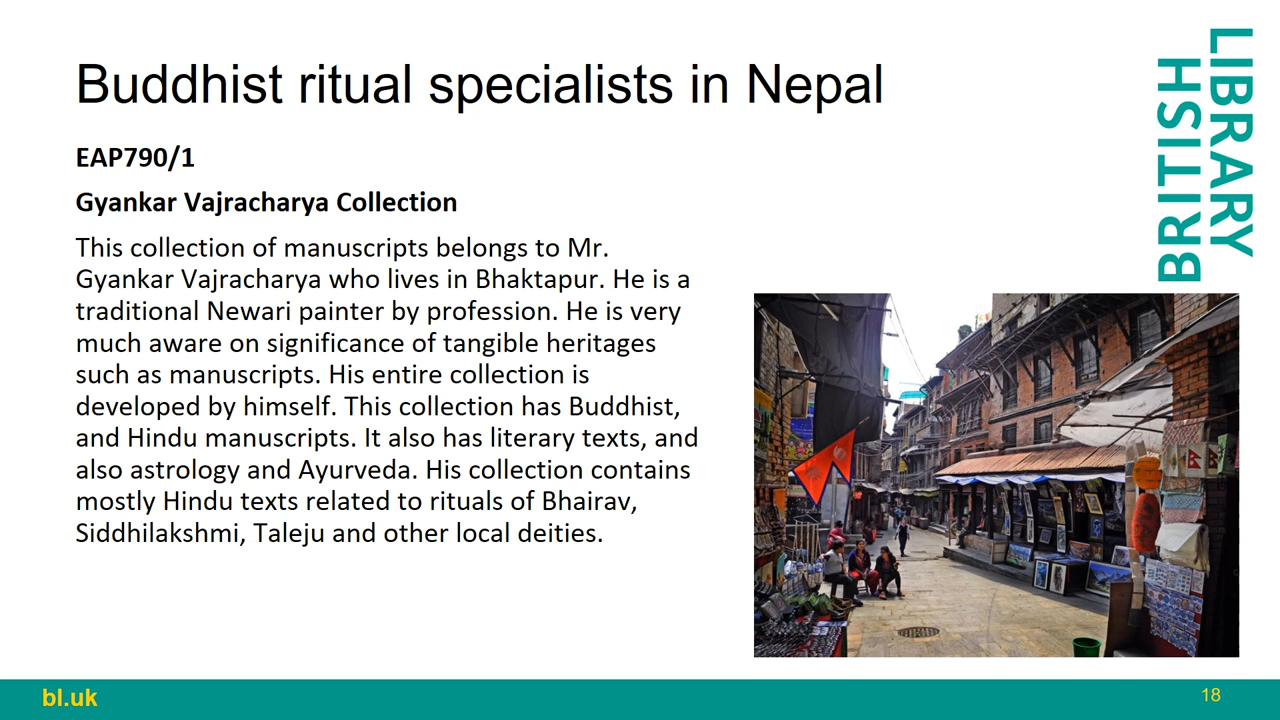 Buddhist ritual specialists in Nepal
EAP790/1
Gyankar Vajracharya Collection
This collection of manuscripts belongs to Mr.
Gyankar Vajracharya who lives in Bhaktapur. He is a
traditional Newari painter by profession. He is very
much aware on significance of tangible heritages
such as manuscripts. His entire collection is
developed by himself. This collection has Buddhist,
and Hindu manuscripts. It also has literary texts, and
also astrology and Ayurveda. His collection contains
mostly Hindu texts related to rituals of Bhairav,
Siddhilakshmi, Taleju and other local deities.
BRITISH
LIBRARY
bl.uk
18